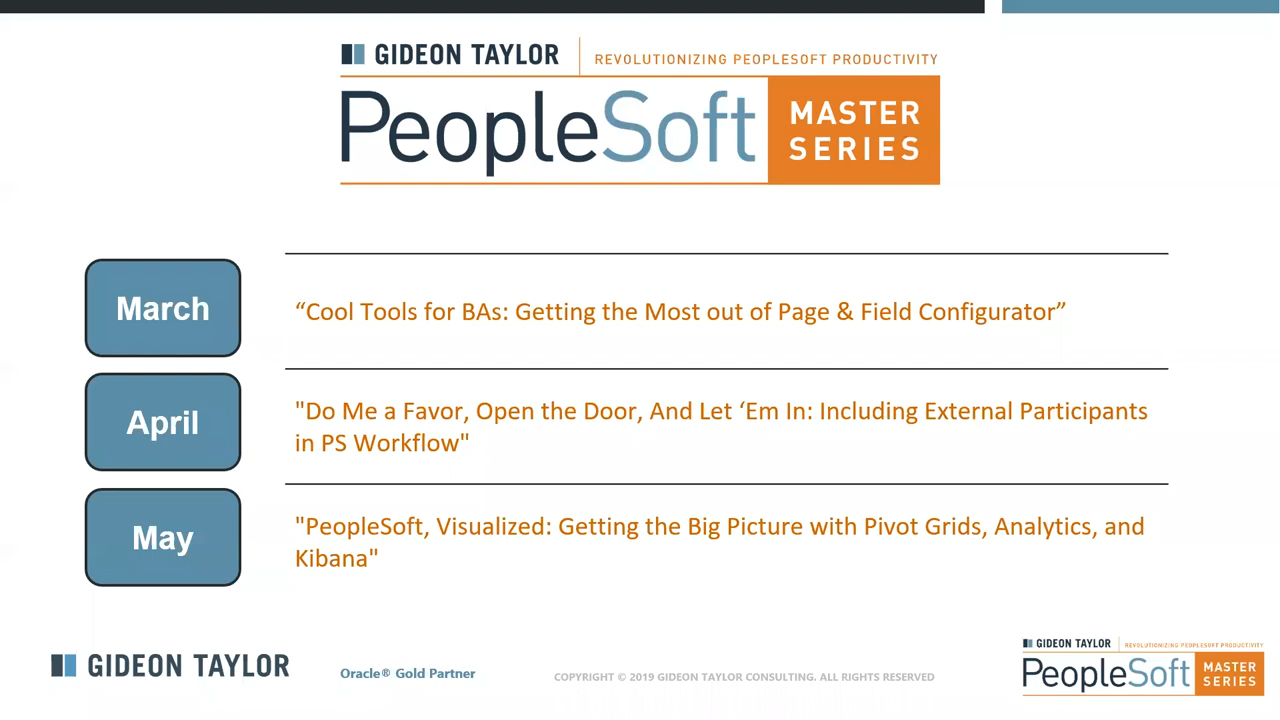 GIDEON TAYLOR
REVOLUTIONIZING PEOPLESOFT PRODUCTIVITY
PeopleSoft
MASTER
SERIES
March
“Cool Tools for BAs: Getting the Most out of Page & Field Configurator”
April
"Do Me a Favor, Open the Door, And Let ‘Em In: Including External Participants
in PS Workflow"
May
"PeopleSoft, Visualized: Getting the Big Picture with Pivot Grids, Analytics, and
Kibana"
GIDEON TAYLOR
Oracle® Gold Partner
COPYRIGHT © 2019 GIDEON TAYLOR CONSULTING. ALL RIGHTS RESERVED
GIDEON TAYLOR
REVOLUTIONIZING PEOPLESOFT PRODUCTIVITY
PeopleSoft
MASTER
SERIES